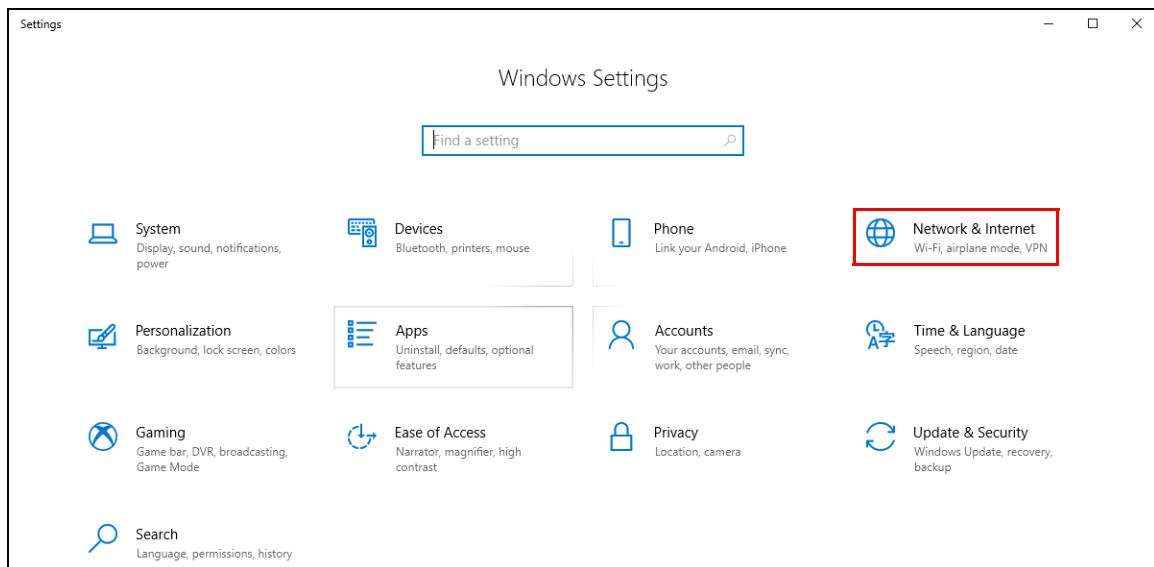 Settings
Windows Settings
Find a setting
System
Display, sound, notifications,
power
Devices
Bluetooth, printers, mouse
Phone
Link your Android, iPhone
Network & Internet
Wi-Fi, airplane mode, VPN
Personalization
Background, lock screen, colors
Apps
Uninstall, defaults, optional
features
Accounts
Your accounts, email, sync,
work, other people
Time & Language
Speech, region, date
Gaming
Game bar, DVR, broadcasting,
Game Mode
Ease of Access
Narrator, magnifier, high
contrast
Privacy
Location, camera
Update & Security
Windows Update, recovery,
backup
Search
Language, permissions, history